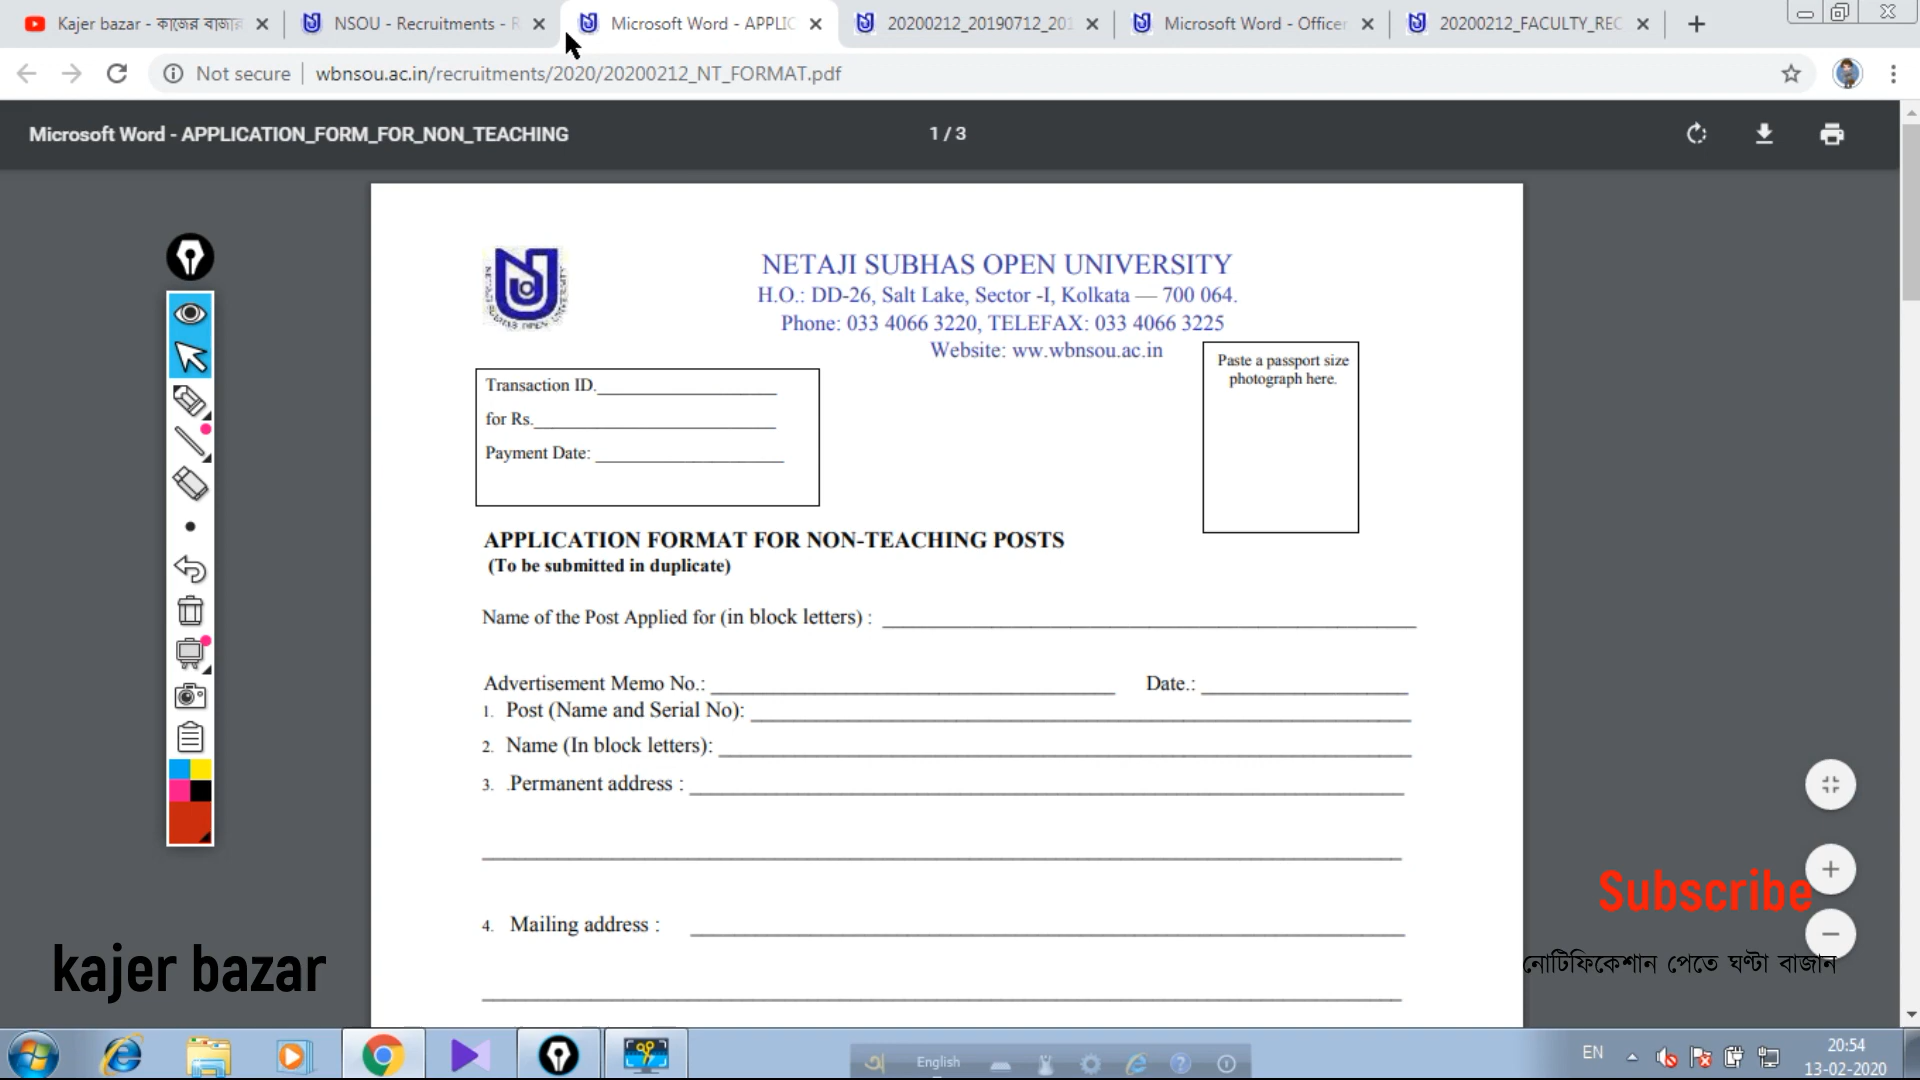 Kajer bazar - কাজের বাজার
NSOU - Recruitments - R
Microsoft Word - APPLIC
20200212_20190712_201
Microsoft Word - Officer
20200212_FACULTY_REC
Not secure
wbnsou.ac.in/recruitments/2020/20200212_NT_FORMAT.pdf
Microsoft Word - APPLICATION_FORM_FOR_NON_TEACHING
1 / 3
NETAJI SUBHAS OPEN UNIVERSITY
H.O.: DD-26, Salt Lake, Sector -I, Kolkata — 700 064.
Phone: 033 4066 3220, TELEFAX: 033 4066 3225
Website: ww.wbnsou.ac.in
NETAJI SUBHAS OPEN UNIVERSITY
Paste a passport size
photograph here.
Transaction ID.
for Rs.
Payment Date:
APPLICATION FORMAT FOR NON-TEACHING POSTS
(To be submitted in duplicate)
Name of the Post Applied for (in block letters) :
Advertisement Memo No.: Date.:
1. Post (Name and Serial No):
2. Name (In block letters):
3. .Permanent address :
4. Mailing address :
Subscribe
নোটিফিকেশান পেতে ঘণ্টা বাজান
kajer bazar
English
EN
20:54
13-02-2020